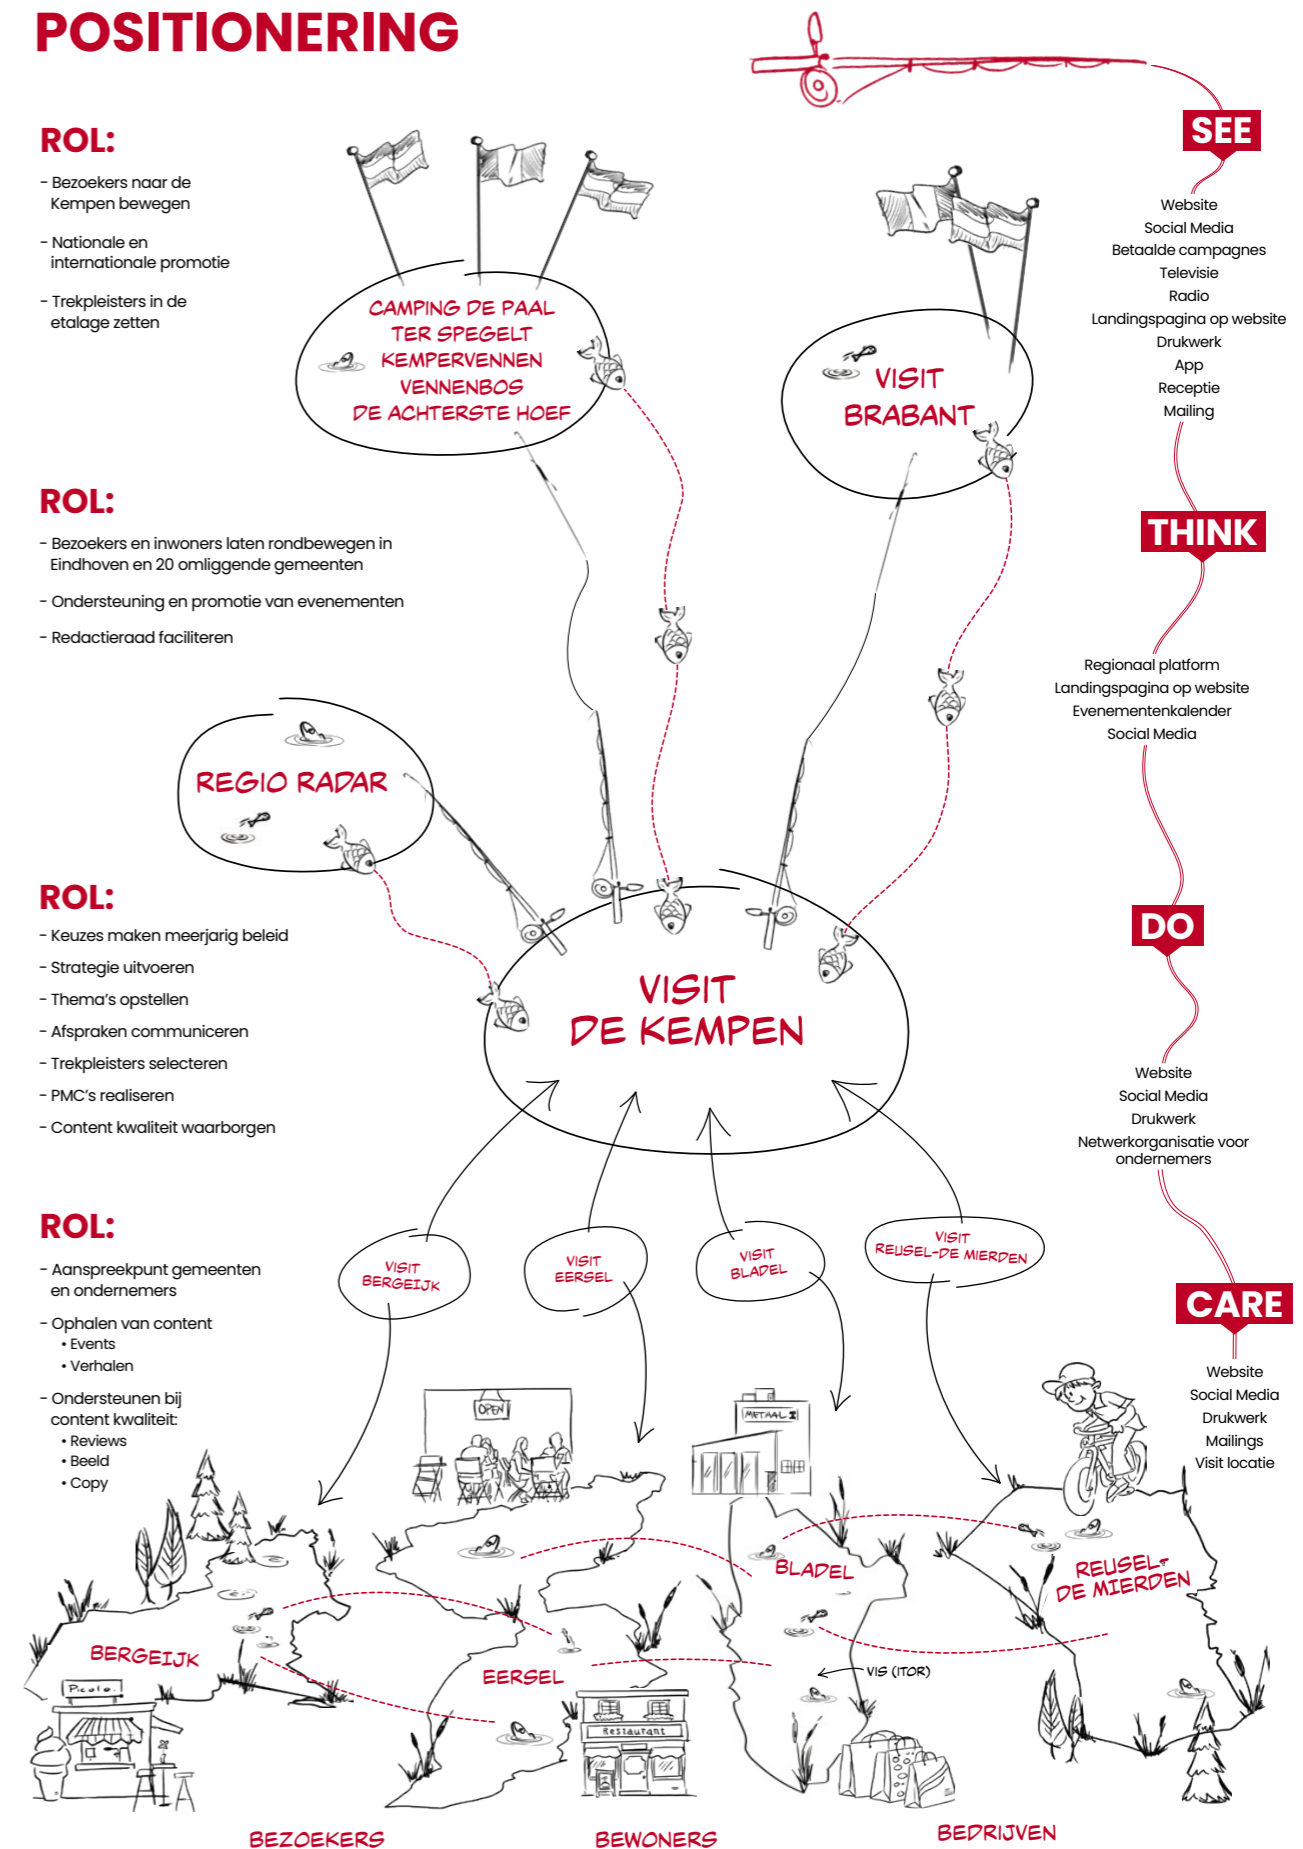 POSITIONERING
ROL:
- Bezoekers naar de
Kempen bewegen
- Nationale en
internationale promotie
- Trekpleisters in de
etalage zetten
CAMPING DE PAAL
TER SPEGELT
KEMPERVENNEN
VENNENBOS
DE ACHTERSTE HOEF
VISIT
BRABANT
SEE
Website
Social Media
Betaalde campagnes
Televisie
Radio
Landingspagina op website
Drukwerk
App
Receptie
Mailing
ROL:
- Bezoekers en inwoners laten rondbewegen in
Eindhoven en 20 omliggende gemeenten
- Ondersteuning en promotie van evenementen
- Redactieraad faciliteren
REGIO RADAR
THINK
Regionaal platform
Landingspagina op website
Evenementenkalender
Social Media
ROL:
- Keuzes maken meerjarig beleid
- Strategie uitvoeren
- Thema's opstellen
- Afspraken communiceren
- Trekpleisters selecteren
- PMC's realiseren
- Content kwaliteit waarborgen
VISIT
DE KEMPEN
DO
Website
Social Media
Drukwerk
Netwerkorganisatie voor
ondernemers
ROL:
- Aanspreekpunt gemeenten
en ondernemers
- Ophalen van content
• Events
• Verhalen
- Ondersteunen bij
content kwaliteit:
• Reviews
• Beeld
• Copy
VISIT
BERGEIJK
VISIT
EERSEL
VISIT
BLADEL
VISIT
REUSEL-DE MIERDEN
CARE
Website
Social Media
Drukwerk
Mailings
Visit locatie
OPEN
METAAL
BLADEL
REUSEL-
DE MIERDEN
BERGEIJK
EERSEL
VIS (ITOR)
Picolo.
Restaurant
BEZOEKERS
BEWONERS
BEDRIJVEN